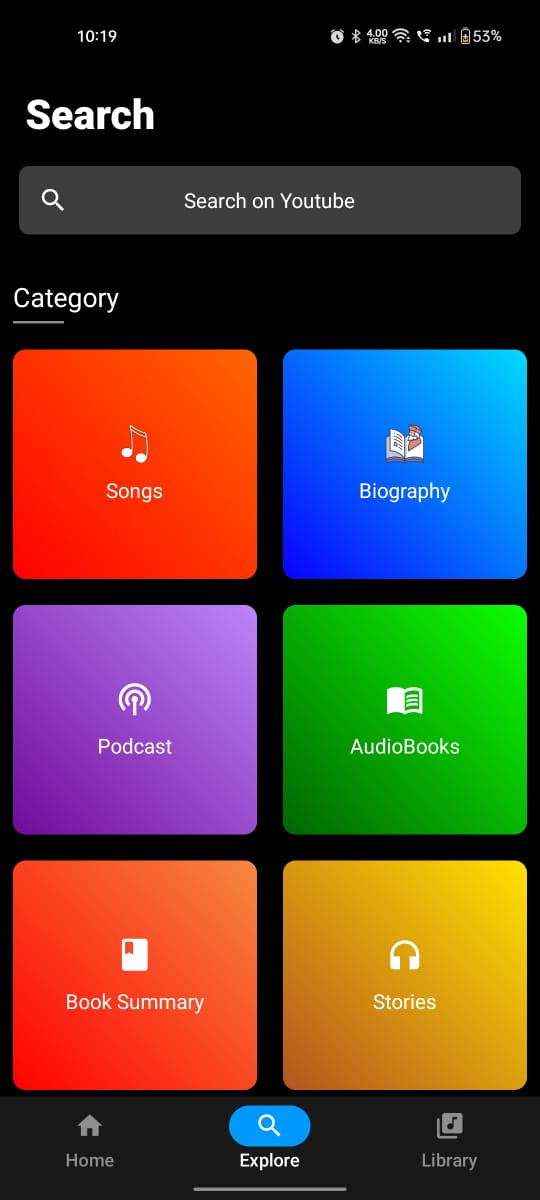 10:19
4.00
KB/S
53%
Search
Search on Youtube
Category
Songs
Biography
Podcast
AudioBooks
Book Summary
Stories
Home
Explore
Library